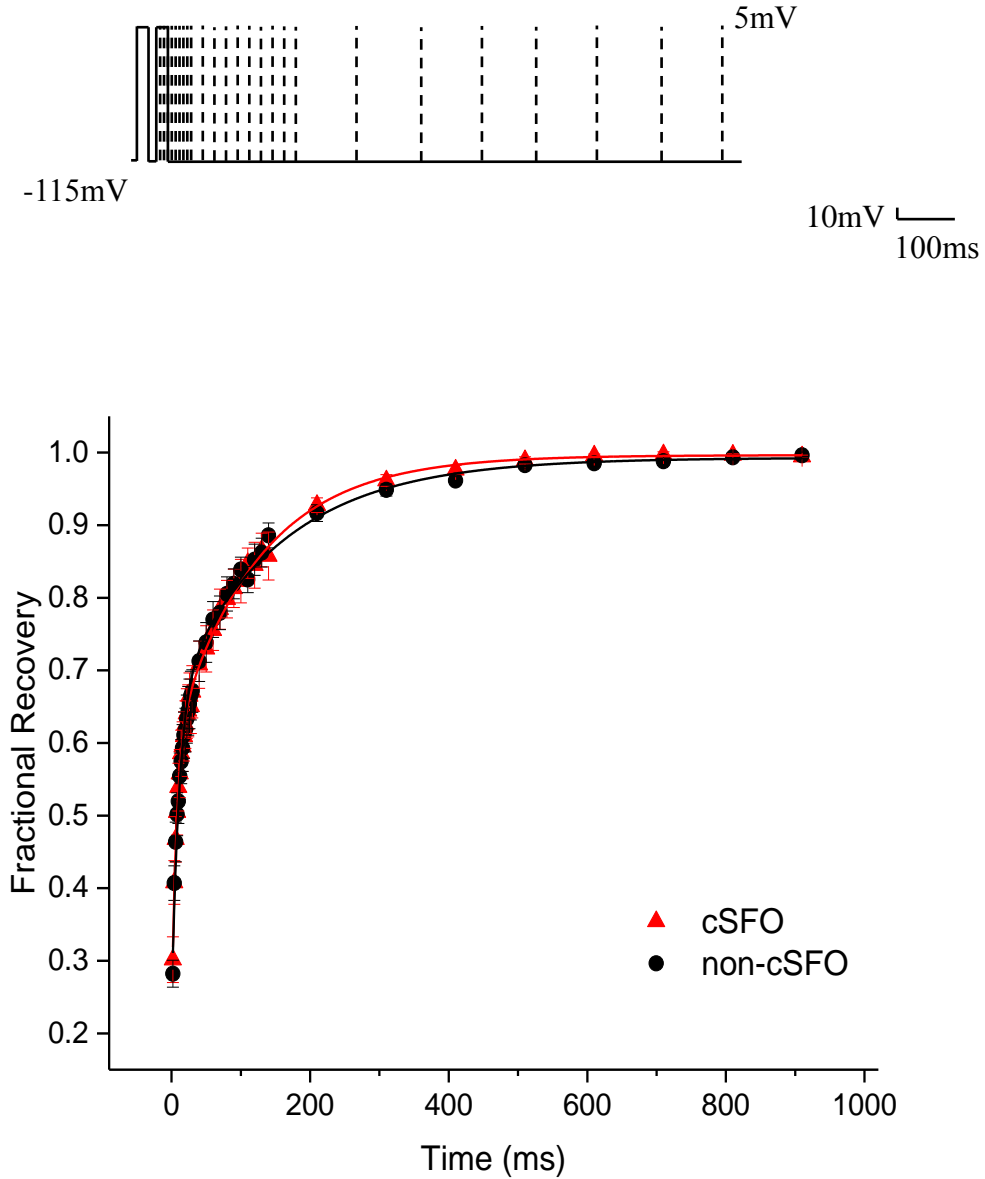 5mV
-115mV
10mV
100ms
1.0
0.9
0.8
0.7
0.6
0.5
0.4
0.3
0.2
Fractional Recovery
cSFO
non-cSFO
0 200 400 600 800 1000
Time (ms)